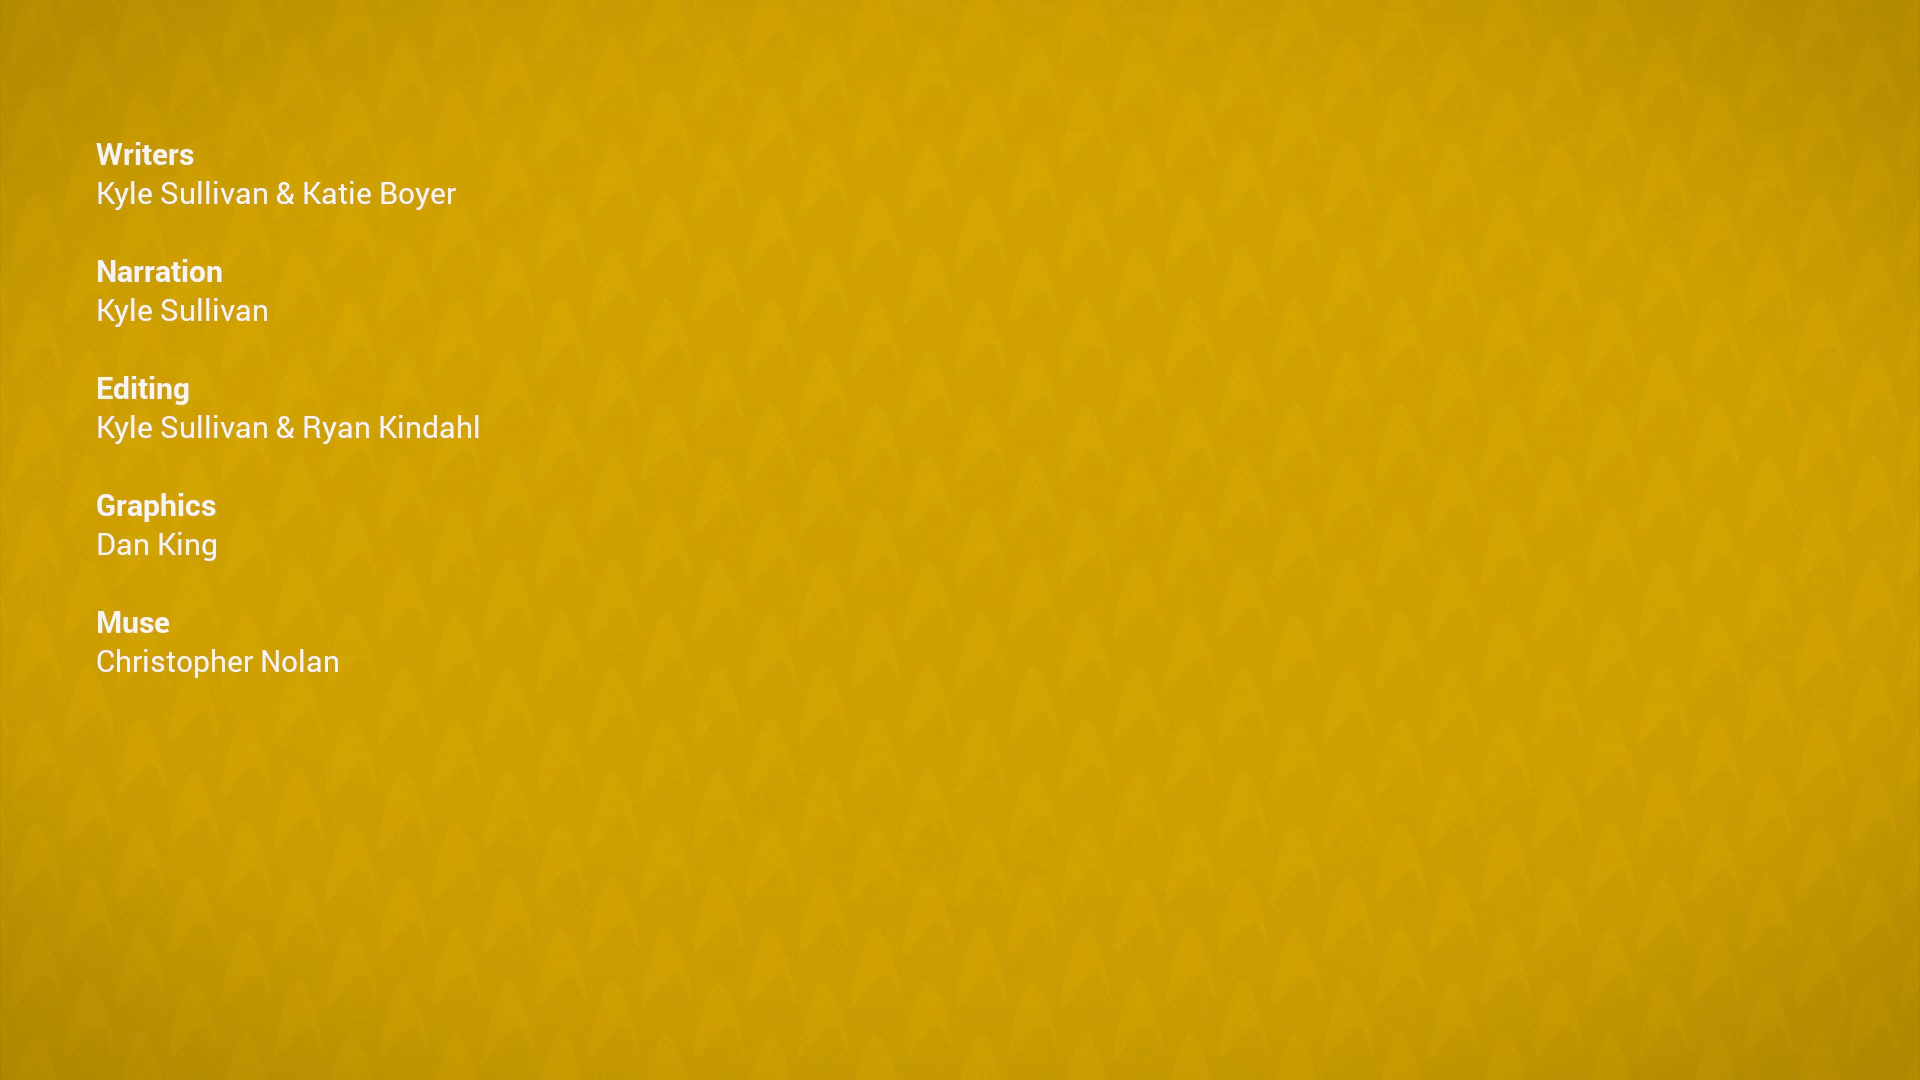 Writers
Kyle Sullivan & Katie Boyer
Narration
Kyle Sullivan
Editing
Kyle Sullivan & Ryan Kindahl
Graphics
Dan King
Muse
Christopher Nolan